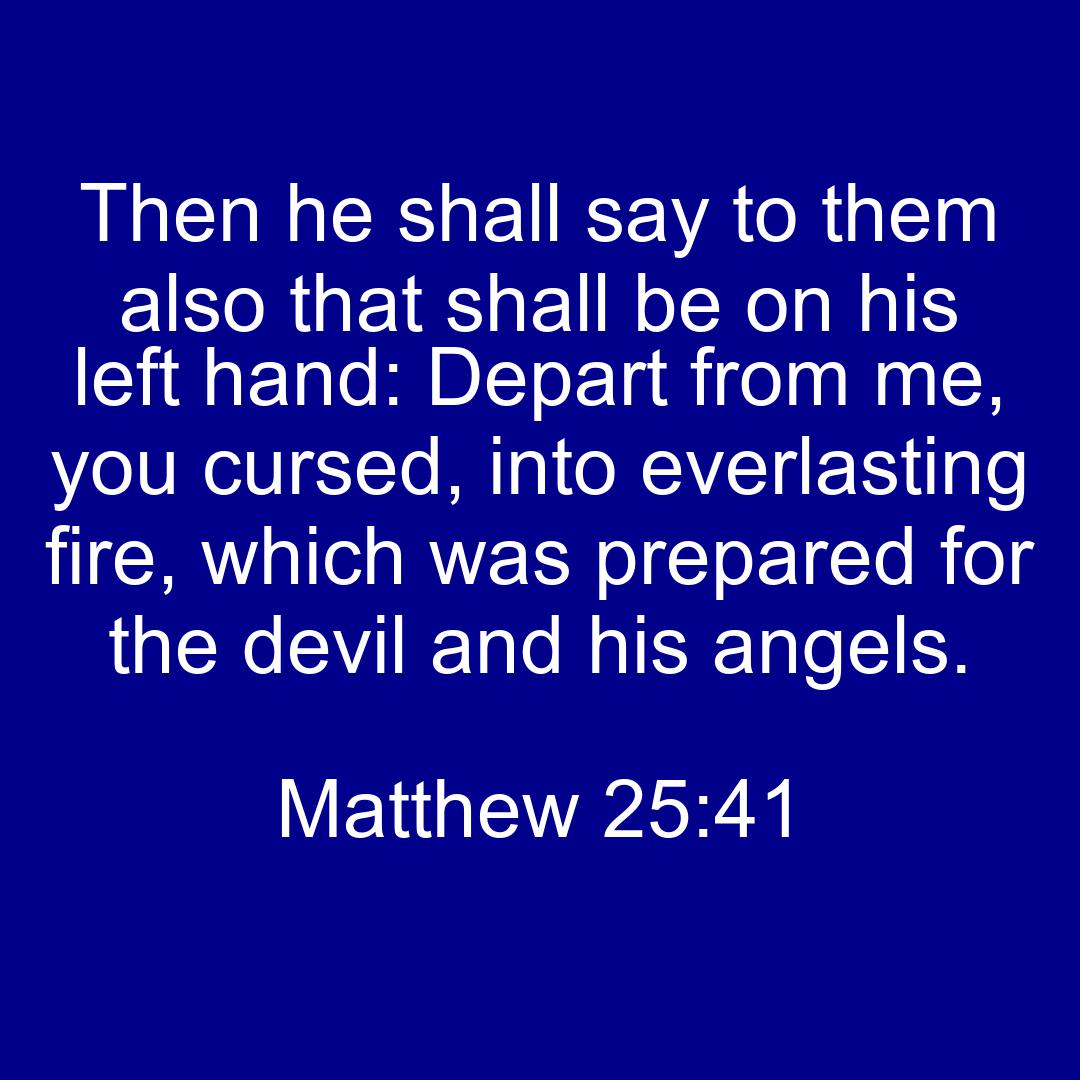 Then he shall say to them
also that shall be on his
left hand: Depart from me,
you cursed, into everlasting
fire, which was prepared for
the devil and his angels.
Matthew 25:41